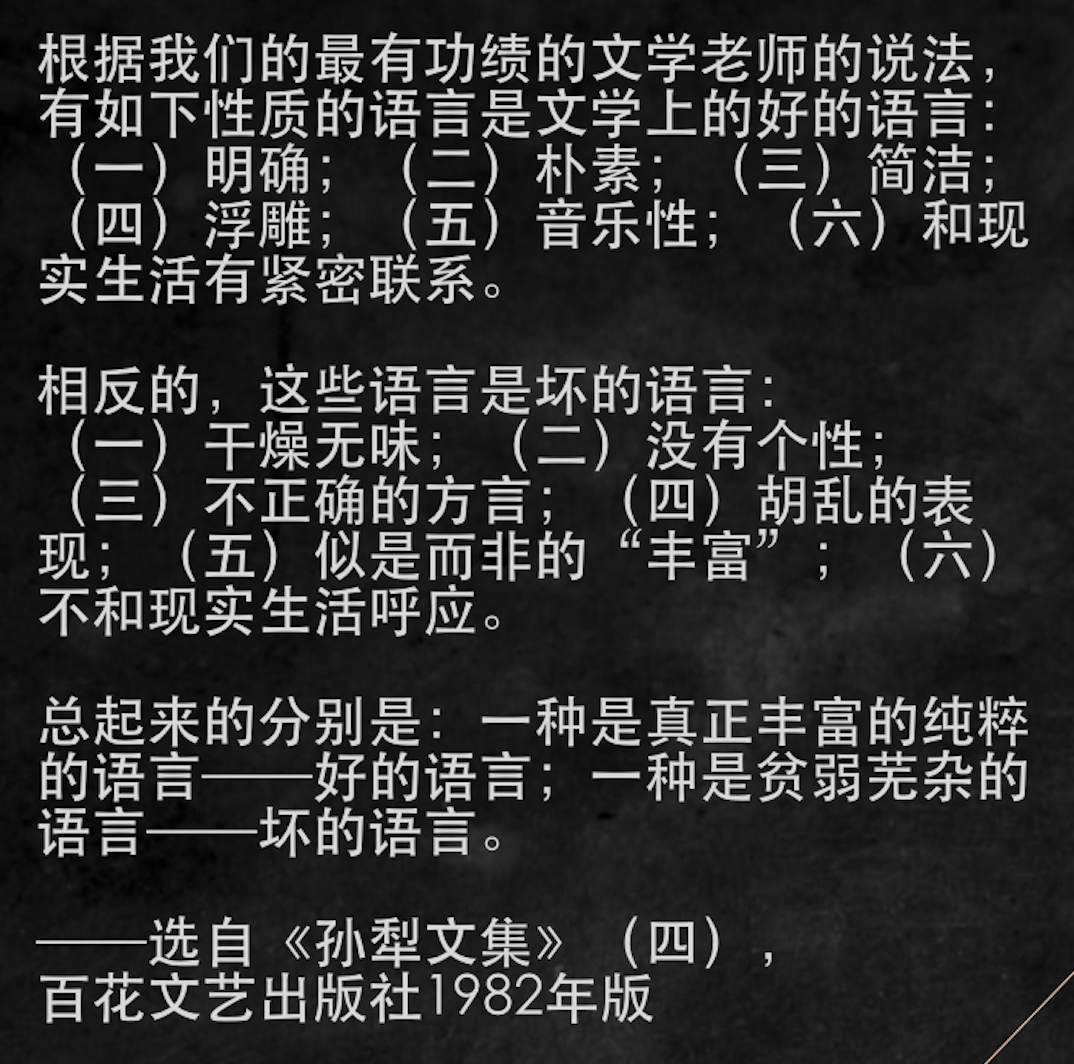 根据我们的最有功绩的文学老师的说法，
有如下性质的语言是文学上的好的语言：
（一）明确；（二）朴素；（三）简洁；
（四）浮雕；（五）音乐性；（六）和现
实生活有紧密联系。
相反的，这些语言是坏的语言：
（一）干燥无味；（二）没有个性；
（三）不正确的方言；（四）胡乱的表
现；（五）似是而非的“丰富”；（六）
不和现实生活呼应。
总起来的分别是：一种是真正丰富的纯粹
的语言——好的语言；一种是贫弱芜杂的
语言——坏的语言。
——选自《孙犁文集》（四），
百花文艺出版社1982年版